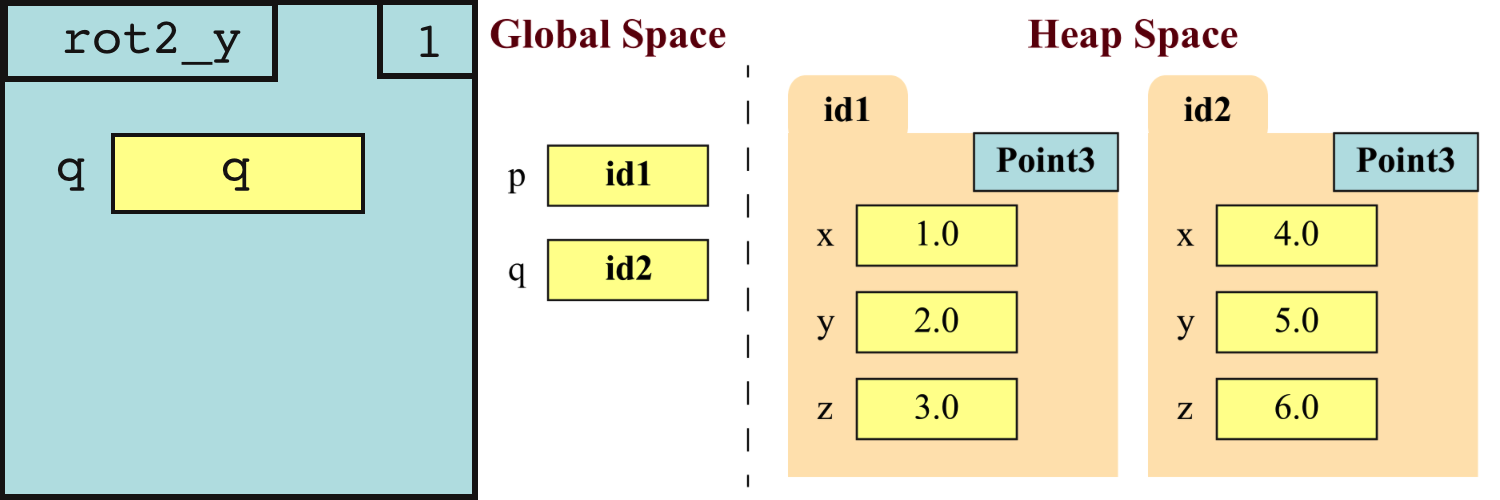 rot2_y 1
q q
Global Space
p id1
q id2
Heap Space
id1
Point3
x 1.0
y 2.0
z 3.0
id2
Point3
x 4.0
y 5.0
z 6.0